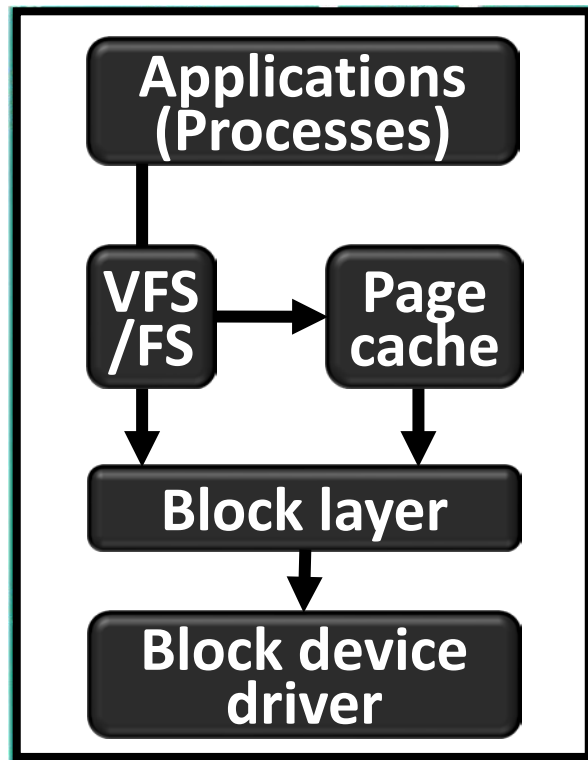 Applications
(Processes)
VFS
/FS
Page
cache
Block layer
Block device
driver